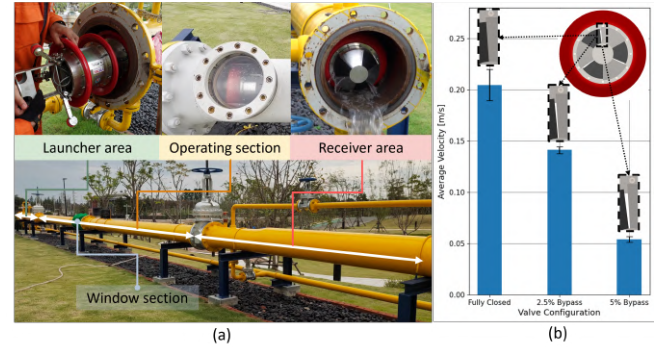 Launcher area
Operating section
Receiver area
Window section
(a)
Average Velocity [m/s]
0.25
0.20
0.15
0.10
0.05
0.00
Fully Closed
2.5% Bypass
5% Bypass
Valve Configuration
(b)